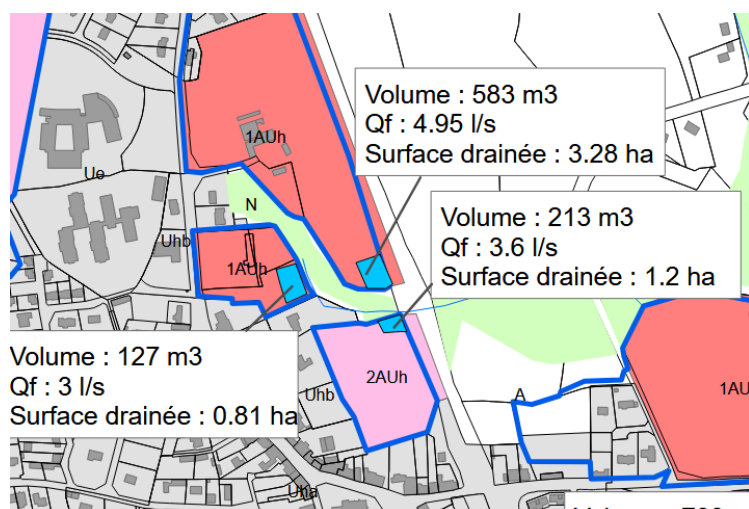 Volume : 583 m3
Qf : 4.95 l/s
Surface drainée : 3.28 ha
1AUh
Ue
N
Volume : 213 m3
Qf : 3.6 l/s
Surface drainée : 1.2 ha
Uhb
1AUh
Volume : 127 m3
Qf : 3 l/s
Surface drainée : 0.81 ha
Uhb
2AUh
A
1AU
Uha